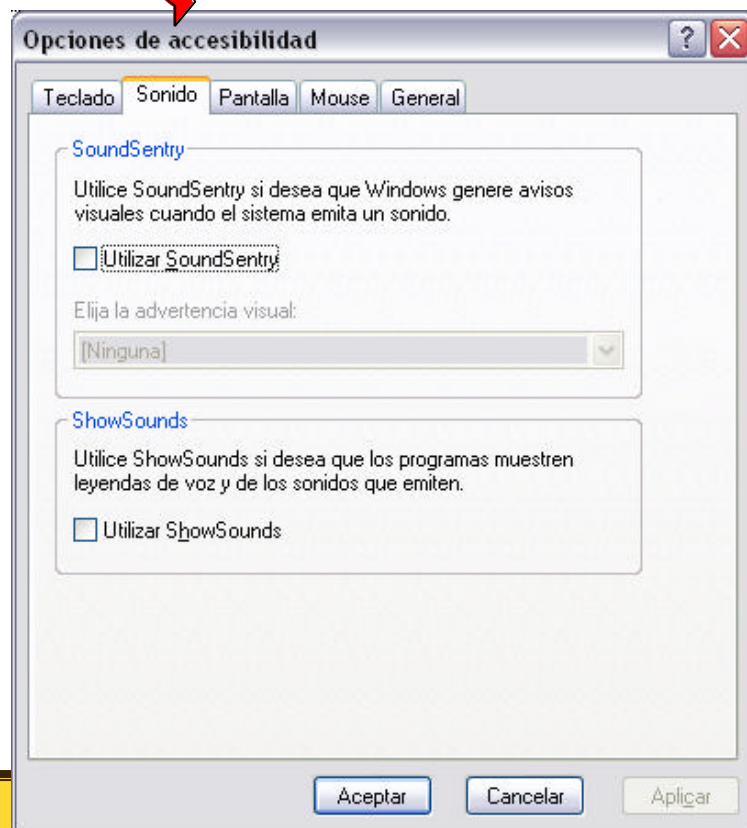 Opciones de accesibilidad
Teclado Sonido Pantalla Mouse General
SoundSentry
Utilice SoundSentry si desea que Windows genere avisos
visuales cuando el sistema emita un sonido.
Utilizar SoundSentry
Elija la advertencia visual:
[Ninguna]
ShowSounds
Utilice ShowSounds si desea que los programas muestren
leyendas de voz y de los sonidos que emiten.
Utilizar ShowSounds
Aceptar Cancelar Aplicar